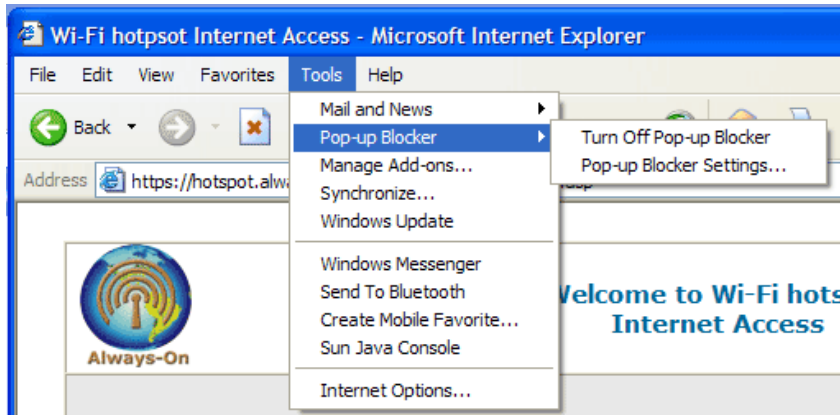 Wi-Fi hotpsot Internet Access - Microsoft Internet Explorer
File Edit View Favorites Tools Help
Back
Mail and News
Pop-up Blocker
Turn Off Pop-up Blocker
Manage Add-ons...
Pop-up Blocker Settings...
Address https://hotspot.alwa
Synchronize...
Windows Update
Windows Messenger
Send To Bluetooth
Create Mobile Favorite...
Sun Java Console
Internet Options...
Always-On
Welcome to Wi-Fi hots
Internet Access